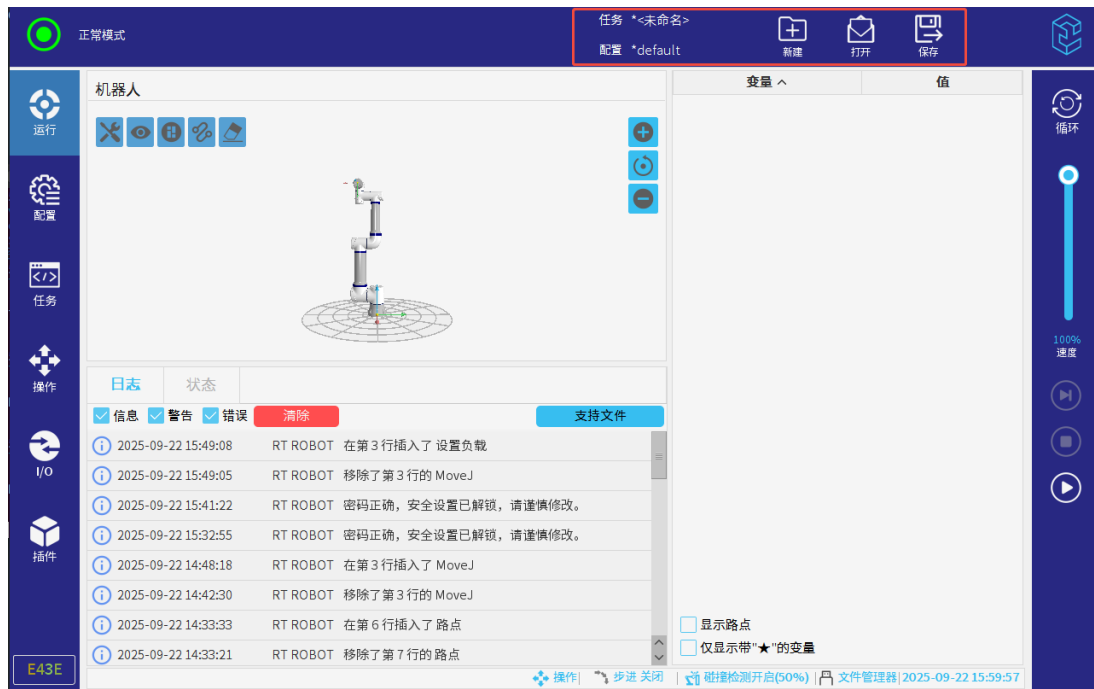 正常模式
任务 *<未命名>
配置 *default
新建
打开
保存
运行
配置
任务
操作
I/O
插件
E43E
机器人
变量
值
日志 状态
信息 警告 错误 清除 支持文件
2025-09-22 15:49:08 RT ROBOT 在第3行插入了 设置负载
2025-09-22 15:49:05 RT ROBOT 移除了第3行的 MoveJ
2025-09-22 15:41:22 RT ROBOT 密码正确，安全设置已解锁，请谨慎修改。
2025-09-22 15:32:55 RT ROBOT 密码正确，安全设置已解锁，请谨慎修改。
2025-09-22 14:48:18 RT ROBOT 在第3行插入了 MoveJ
2025-09-22 14:42:30 RT ROBOT 移除了第3行的 MoveJ
2025-09-22 14:33:33 RT ROBOT 在第6行插入了 路点
2025-09-22 14:33:21 RT ROBOT 移除了第7行的 路点
显示路点
仅显示带"★"的变量
循环
100%
速度
操作| 步进 关闭 | 碰撞检测开启(50%) | 文件管理器| 2025-09-22 15:59:57